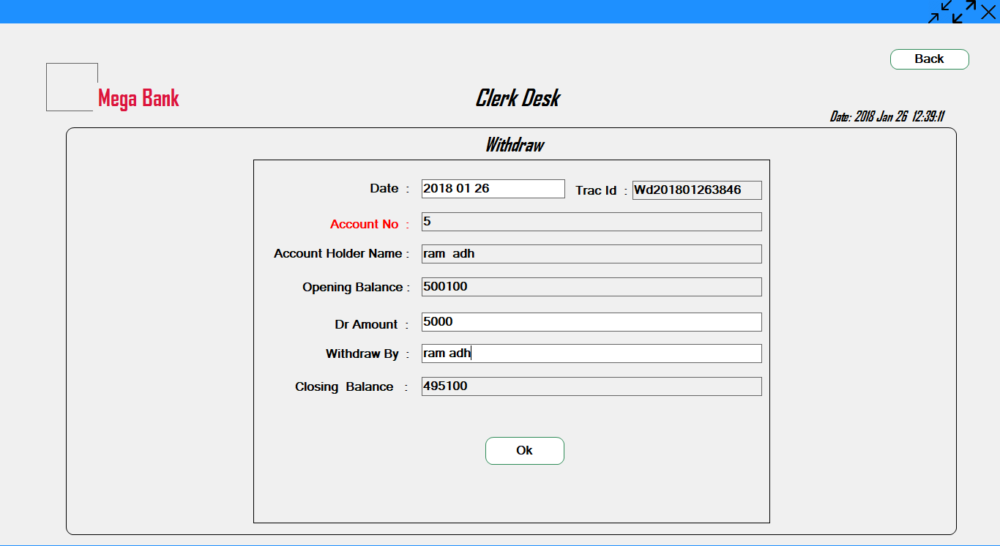 Back
Mega Bank
Clerk Desk
Date: 2018 Jan 26 12:39:11
Withdraw
Date : 2018 01 26 Trac Id : Wd201801263846
Account No : 5
Account Holder Name : ram adh
Opening Balance : 500100
Dr Amount : 5000
Withdraw By : ram adh
Closing Balance : 495100
Ok